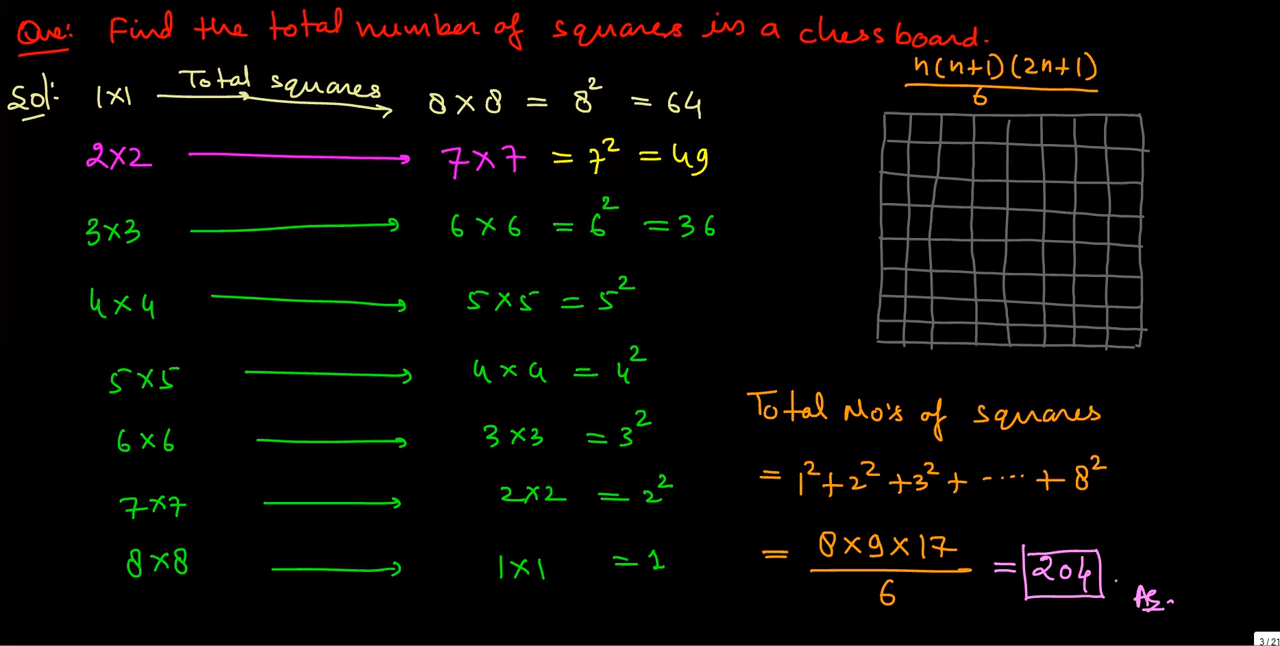 Que: Find the total number of squares in a chess board.
Sol: 1×1 Total squares 8×8 = 8² = 64
2×2 7×7 = 7² = 49
3×3 6×6 = 6² = 36
4×4 5×5 = 5²
5×5 4×4 = 4²
6×6 3×3 = 3²
7×7 2×2 = 2²
8×8 1×1 = 1
n(n+1)(2n+1)
6
Total No's of squares
= 1²+2²+3²+ ..... + 8²
= 8×9×17 = 204.
6
Ans.
3 / 21